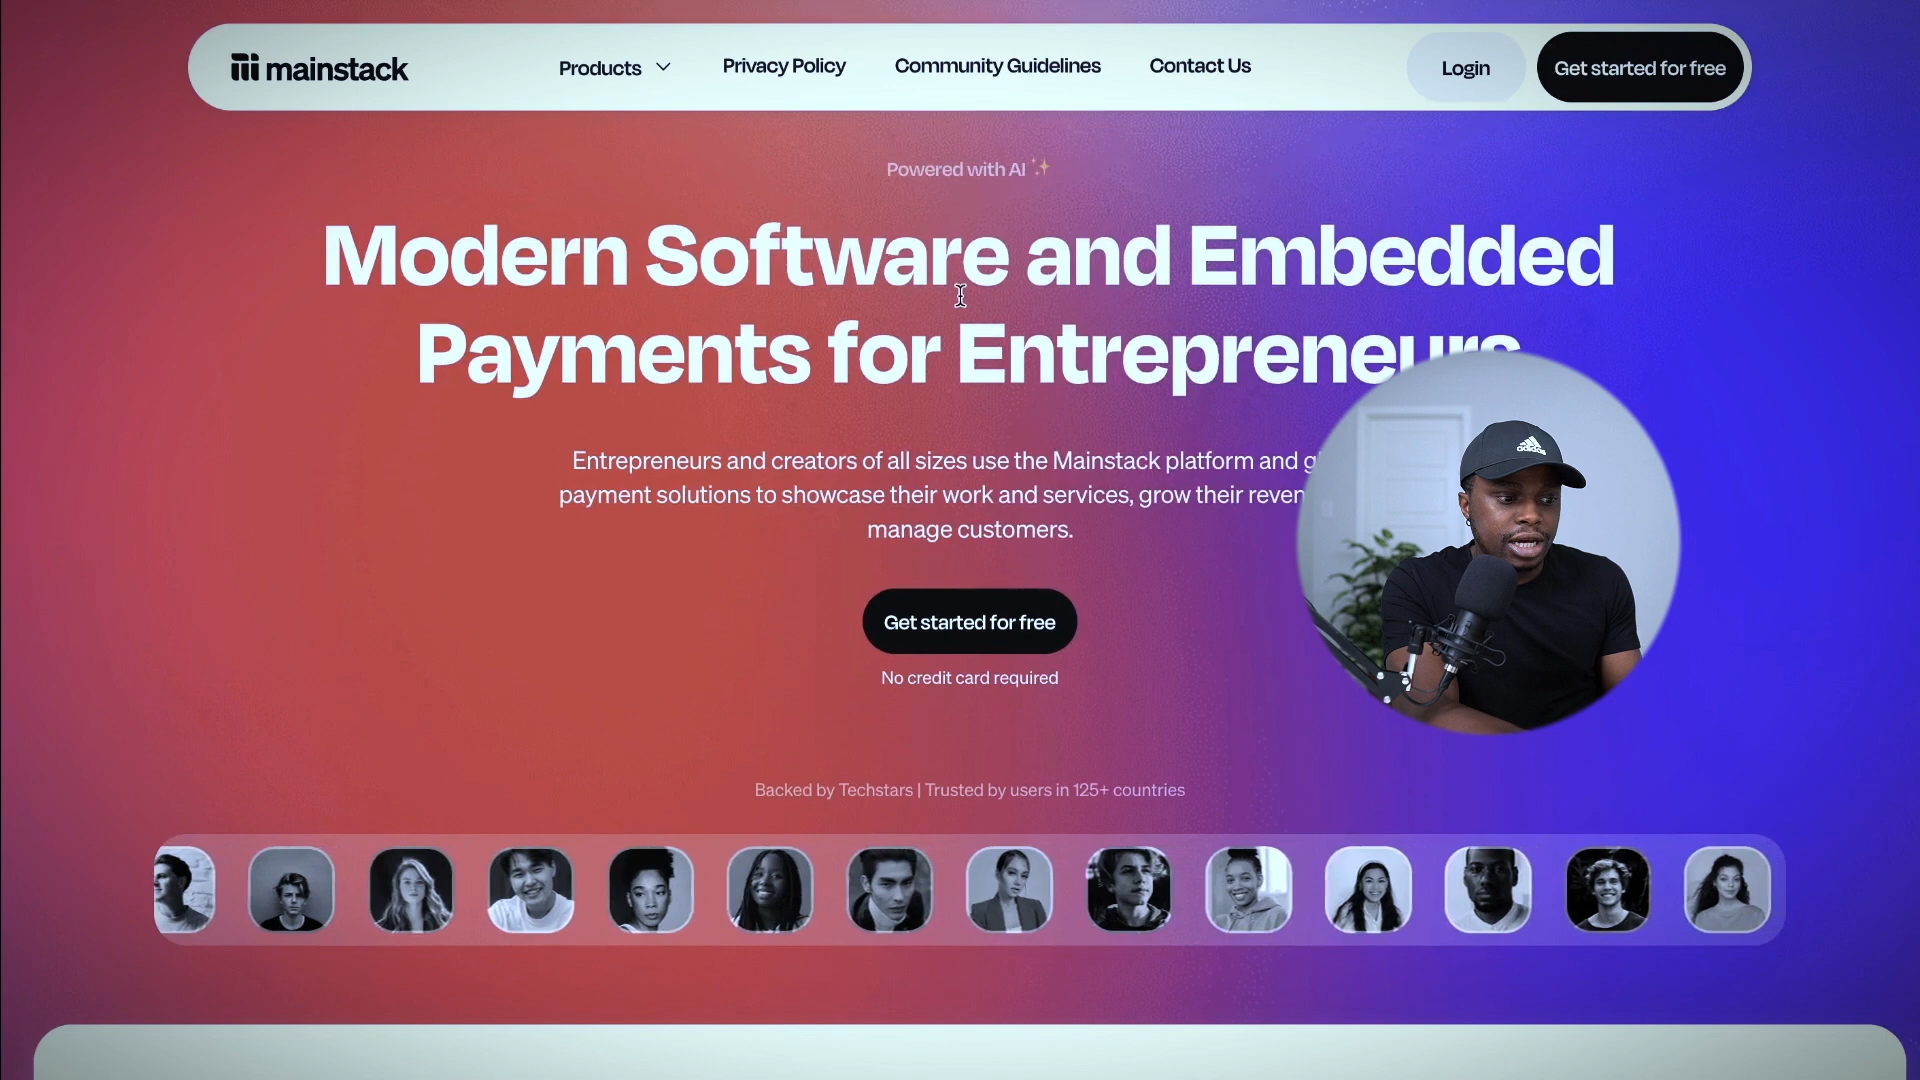 mainstack
Products
Privacy Policy
Community Guidelines
Contact Us
Login
Get started for free
Powered with AI
Modern Software and Embedded
Payments for Entrepreneurs
Entrepreneurs and creators of all sizes use the Mainstack platform and
payment solutions to showcase their work and services, grow their
manage customers.
adidas
Get started for free
No credit card required
Backed by Techstars | Trusted by users in 125+ countries